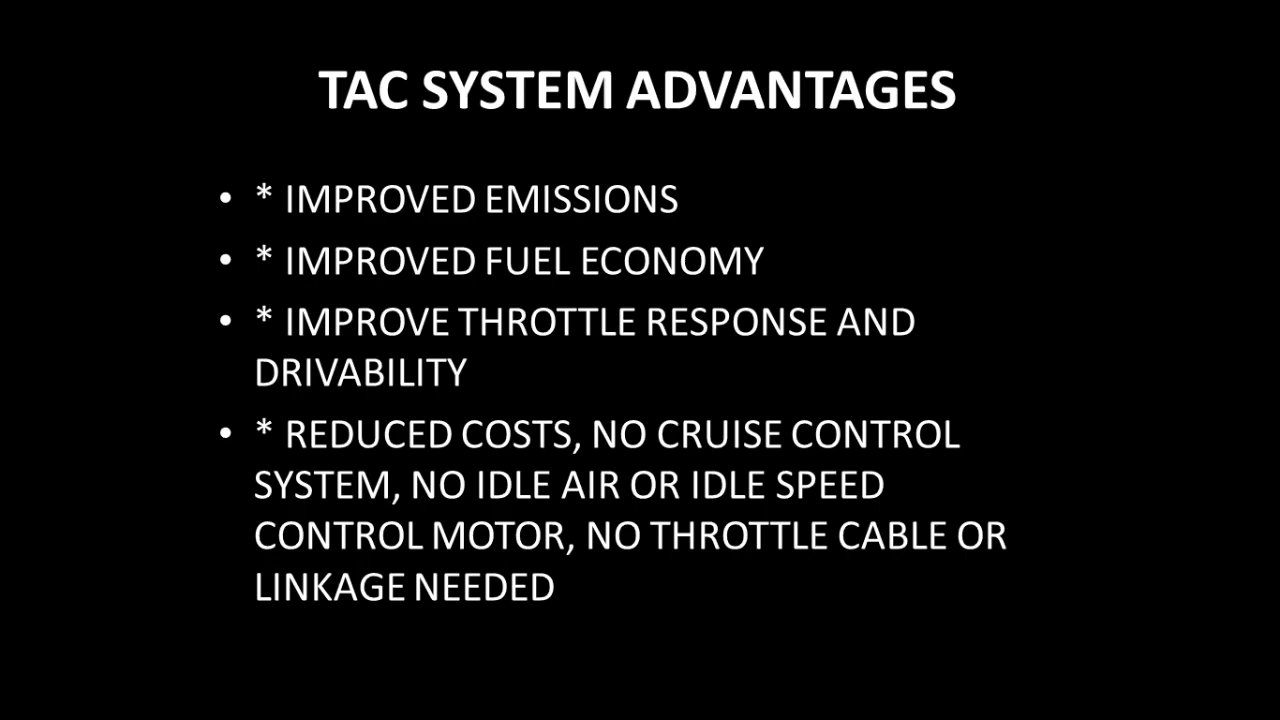 TAC SYSTEM ADVANTAGES
• * IMPROVED EMISSIONS
• * IMPROVED FUEL ECONOMY
• * IMPROVE THROTTLE RESPONSE AND
DRIVABILITY
• * REDUCED COSTS, NO CRUISE CONTROL
SYSTEM, NO IDLE AIR OR IDLE SPEED
CONTROL MOTOR, NO THROTTLE CABLE OR
LINKAGE NEEDED